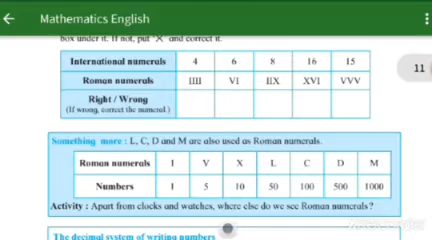 Mathematics English
box under it. If not, put "X" and correct it.
International numerals 4 6 8 16 15
Roman numerals IIII VI IIX XVI VVV
Right / Wrong
(If wrong, correct the numeral.)
11
Something more : L, C, D and M are also used as Roman numerals.
Roman numerals I V X L C D M
Numbers 1 5 10 50 100 500 1000
Activity : Apart from clocks and watches, where else do we see Roman numerals?
The decimal system of writing numbers